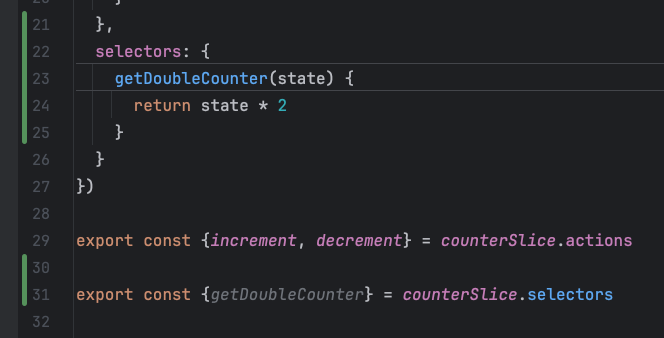 21 },
22 selectors: {
23 getDoubleCounter(state) {
24 return state * 2
25 }
26 }
27 })
28
29 export const {increment, decrement} = counterSlice.actions
30
31 export const {getDoubleCounter} = counterSlice.selectors
32